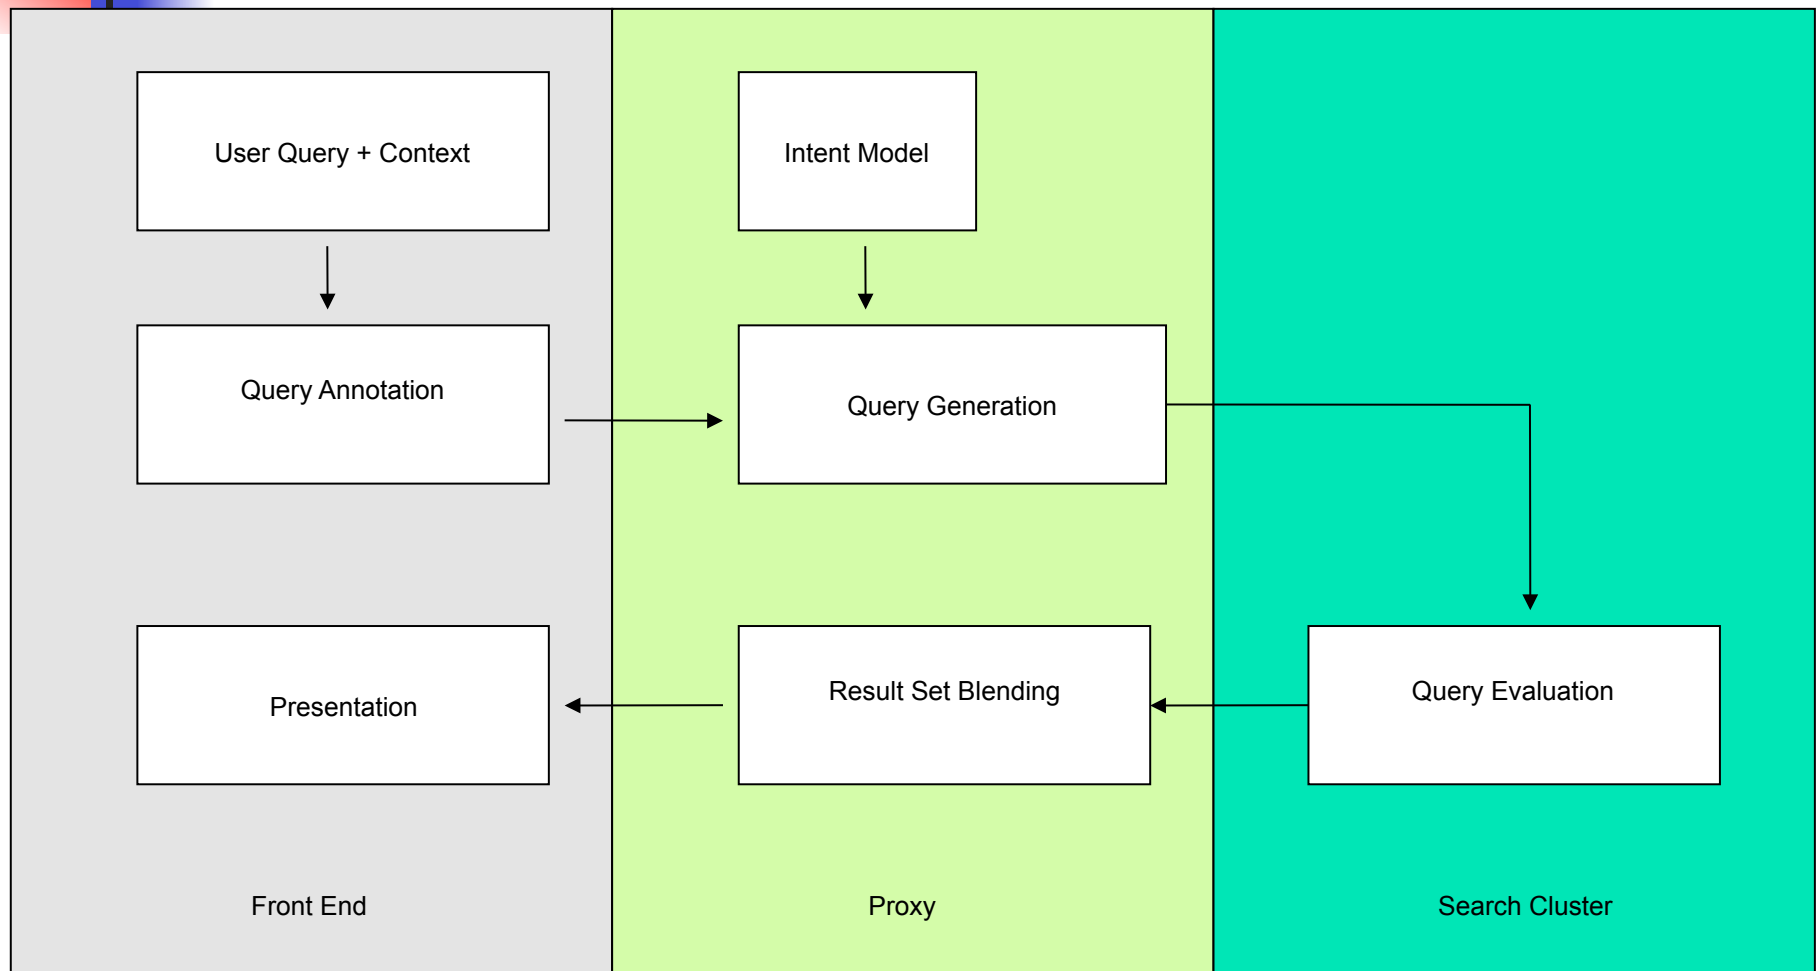 User Query + Context
Intent Model
Query Annotation
Query Generation
Presentation
Result Set Blending
Query Evaluation
Front End
Proxy
Search Cluster